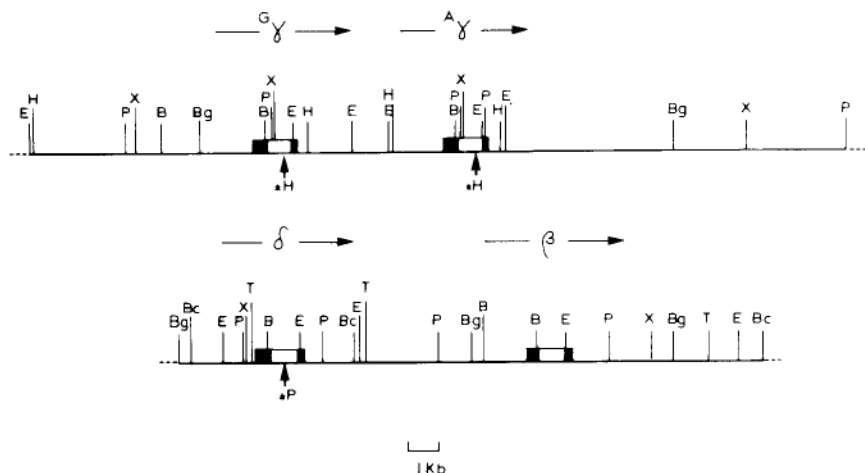 Gγ Aγ
E H P X B Bg B P X E H E E H B P X E P H E Bg X P
*H *H
δ β
Bg Bc E P X T B E P Bc E T P Bg B B E P X Bg T E Bc
*P
1Kb